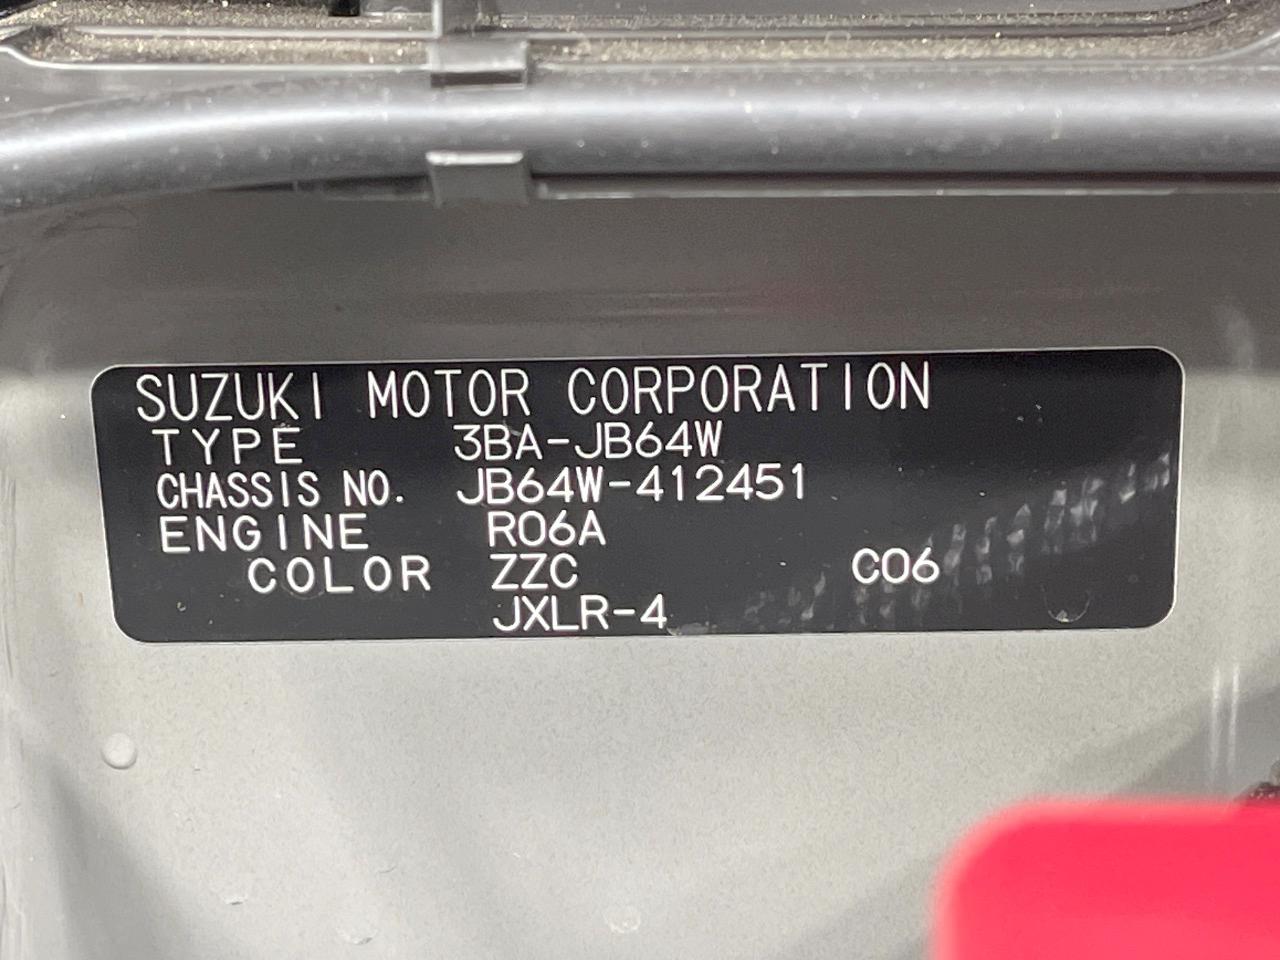 SUZUKI MOTOR CORPORATION
TYPE 3BA-JB64W
CHASSIS NO. JB64W-412451
ENGINE R06A
COLOR ZZC C06
JXLR-4